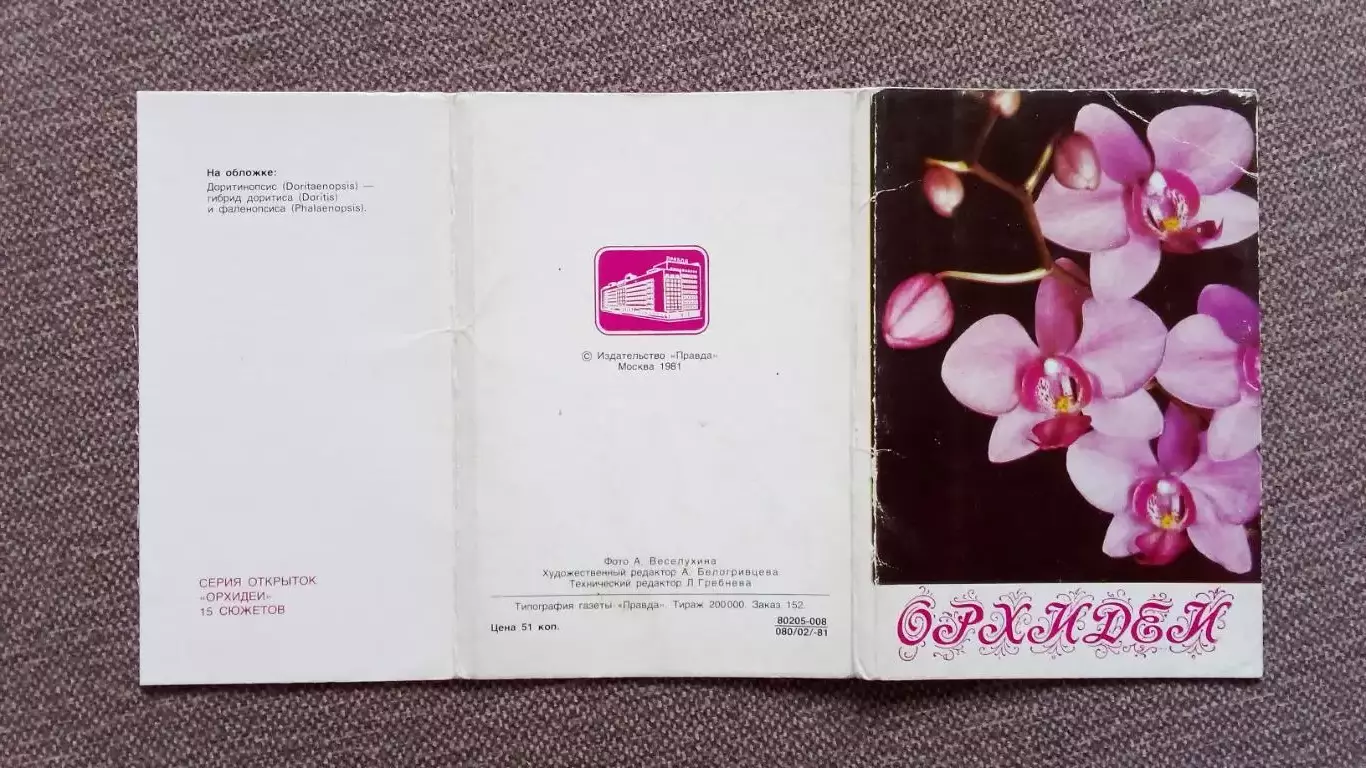 На обложке:
Доритинопсис (Doritaenopsis) —
гибрид доритиса (Doritis)
и фаленопсиса (Phalaenopsis).
СЕРИЯ ОТКРЫТОК
«ОРХИДЕИ»
15 СЮЖЕТОВ
ПРАВДА
© Издательство «Правда»
Москва 1981
Фото А. Веселухина
Художественный редактор А. Белогривцева
Технический редактор Л. Гребнева
Типография газеты «Правда». Тираж 200000. Заказ 152.
Цена 51 коп.
80205-008
080/02/-81
ОРХИДЕИ